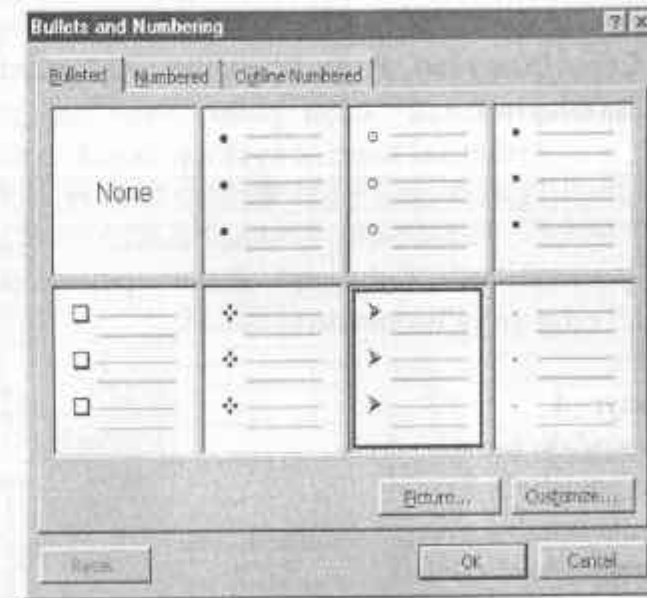 Bullets and Numbering
Bulleted Numbered Outline Numbered
None
Picture... Customize...
Reset OK Cancel